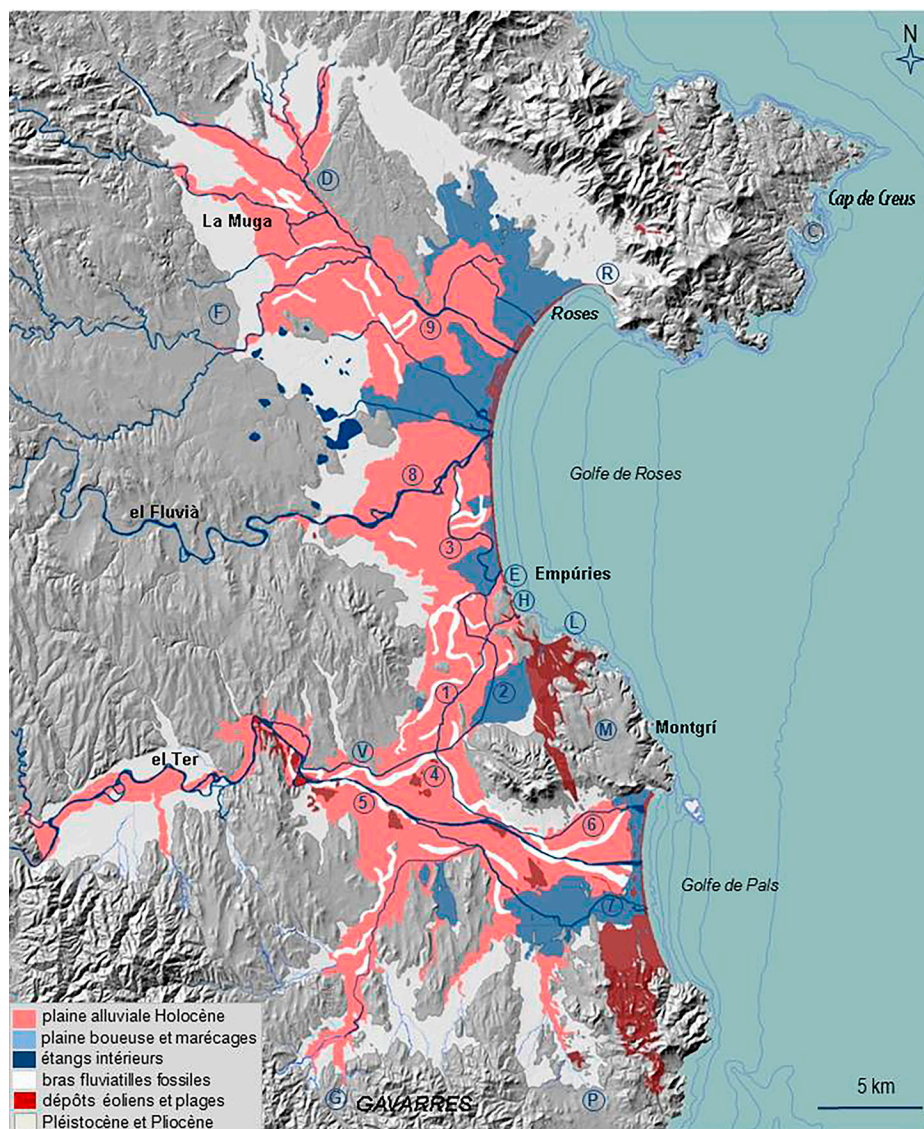 N
Cap de Creus
C
D
La Muga
R
Roses
F
9
Golfe de Roses
8
el Fluvià
3
E
Empúries
H
L
1
2
M
Montgrí
V
el Ter
4
5
6
Golfe de Pals
7
plaine alluviale Holocène
plaine boueuse et marécages
étangs intérieurs
bras fluviatilles fossiles
dépôts éoliens et plages
Pléistocène et Pliocène
G
GAVARRES
P
5 km